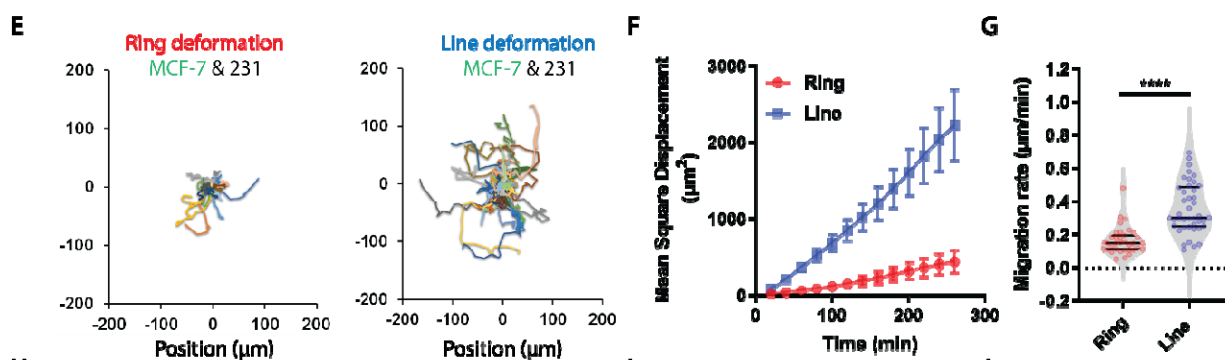 E
Ring deformation
MCF-7 & 231
200
100
0
-100
-200
-200 -100 0 100 200
Position (µm)
Line deformation
MCF-7 & 231
200
100
0
-100
-200
-200 -100 0 100 200
Position (µm)
F
Mean Square Displacement
(µm²)
3000
2000
1000
0
0 100 200 300
Time (min)
Ring
Line
G
Migration rate (µm/min)
1.2
1.0
0.8
0.6
0.4
0.2
0.0
-0.2
****
Ring
Line